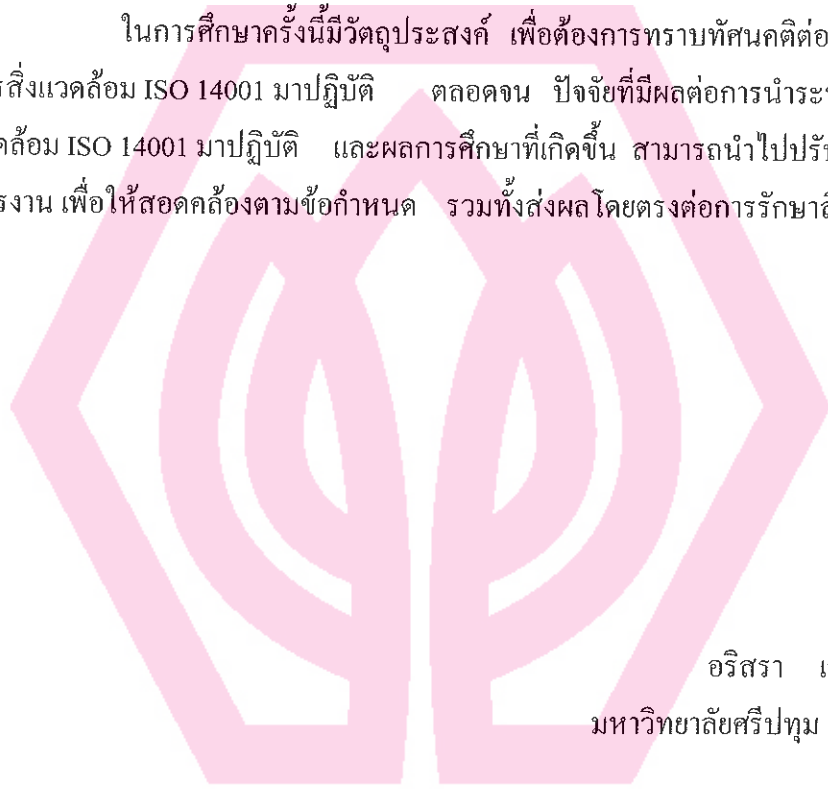 ในการศึกษาครั้งนี้มีวัตถุประสงค์ เพื่อต้องการทราบทัศนคติต่อ
สิ่งแวดล้อม ISO 14001 มาปฏิบัติ ตลอดจน ปัจจัยที่มีผลต่อการนำระ
ล้อม ISO 14001 มาปฏิบัติ และผลการศึกษาที่เกิดขึ้น สามารถนำไปปรับ
งาน เพื่อให้สอดคล้องตามข้อกำหนด รวมทั้งส่งผลโดยตรงต่อการรักษา
อริสรา
มหาวิทยาลัยศรีปทุม